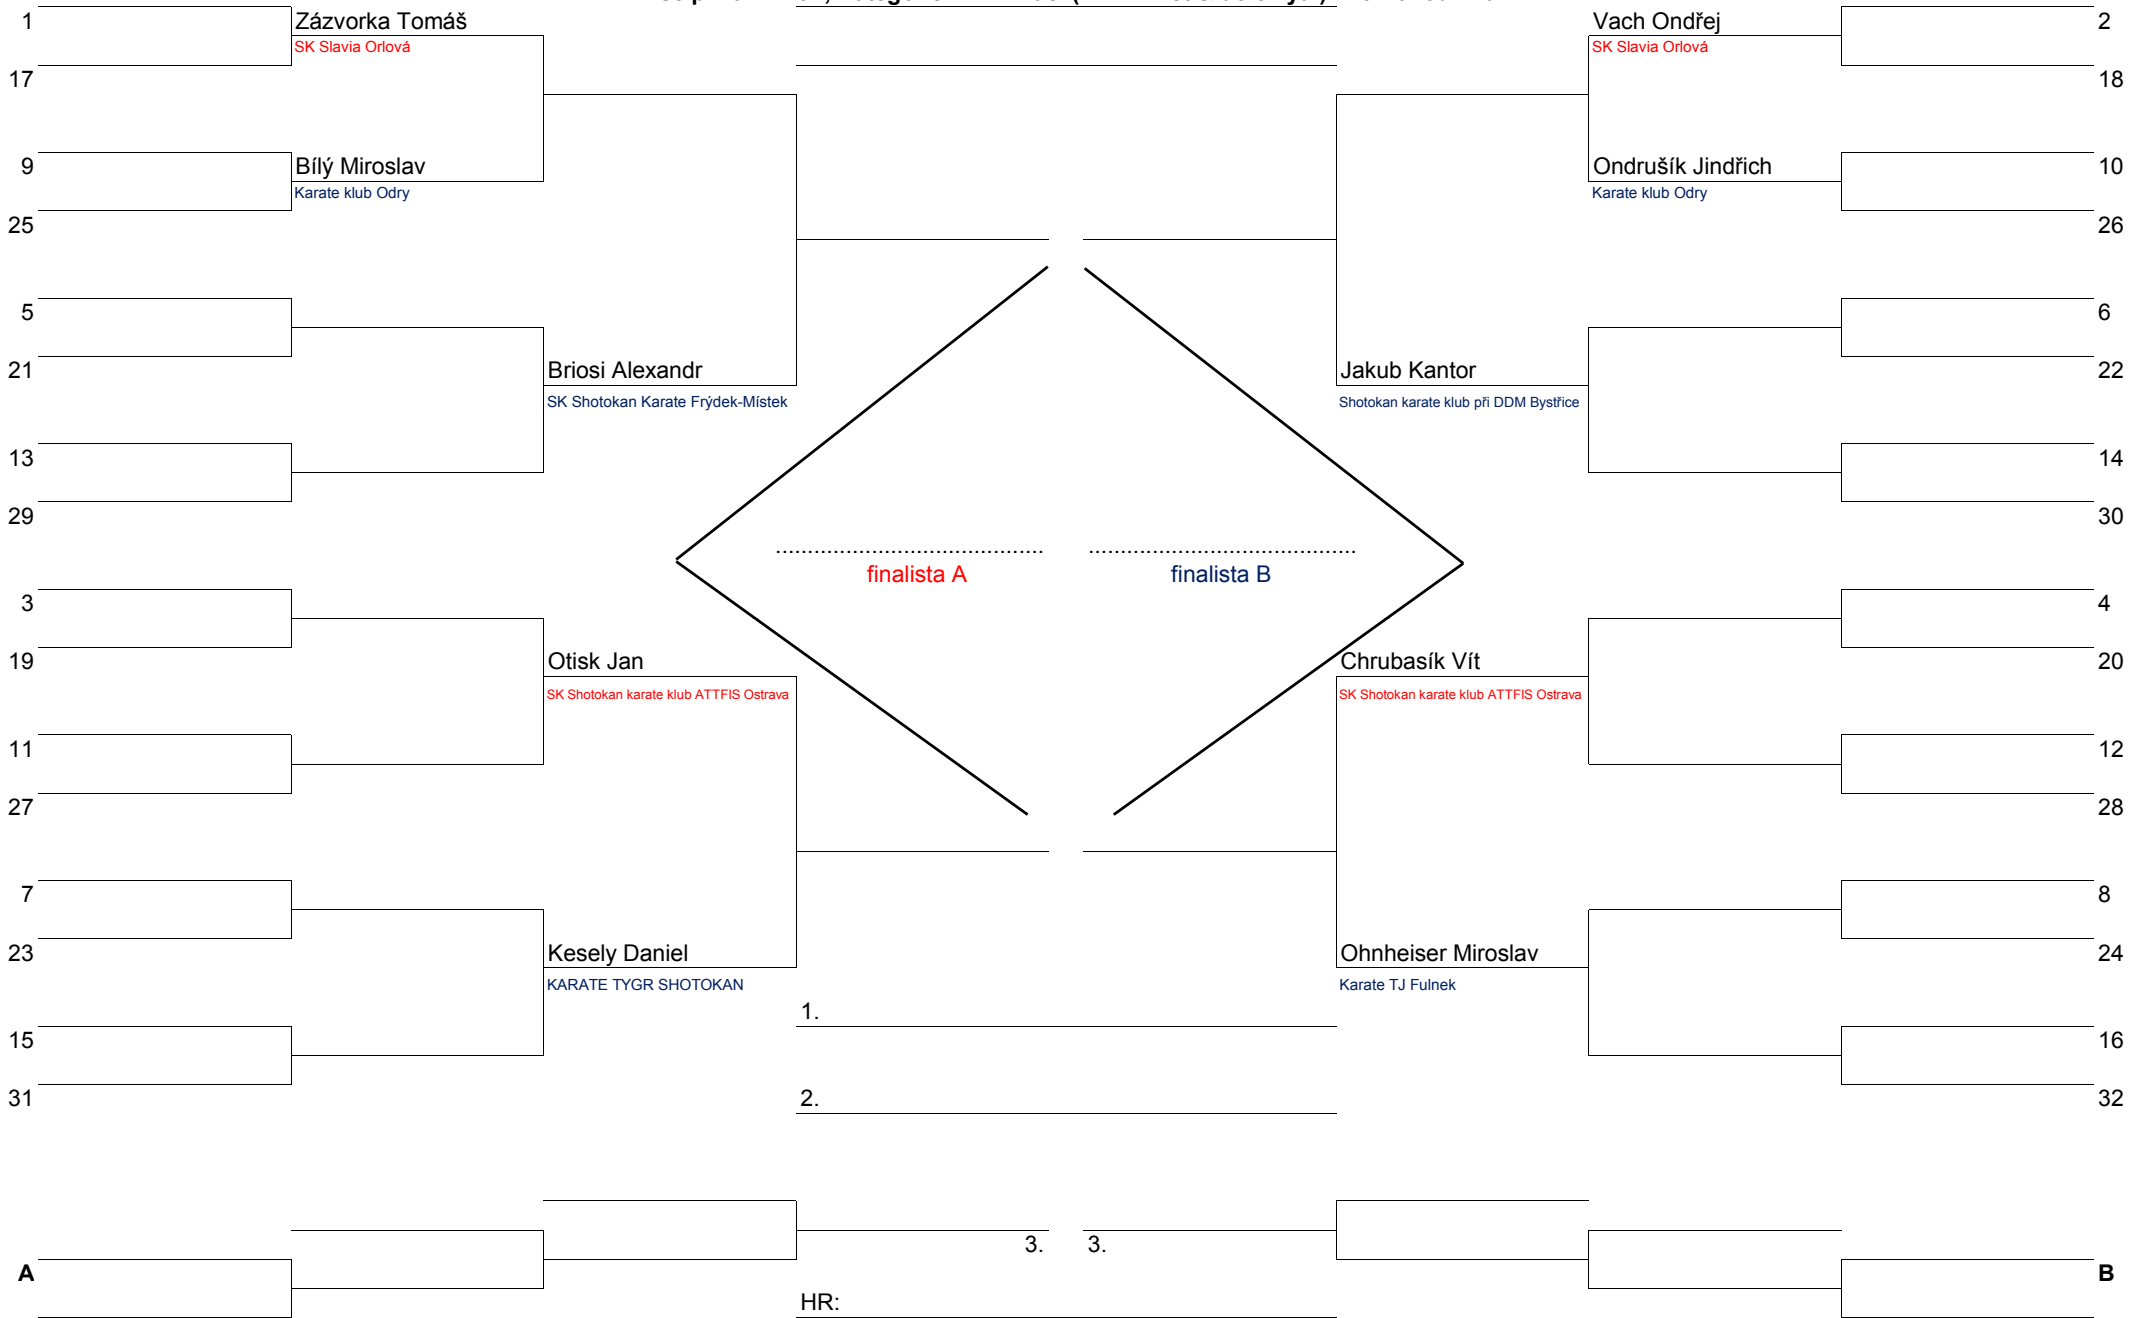 1
Zázvorka Tomáš
SK Slavia Orlová
Vach Ondřej
SK Slavia Orlová
2
17
18
9
Bílý Miroslav
Karate klub Odry
Ondrušík Jindřich
Karate klub Odry
10
25
26
5
6
21
Briosi Alexandr
SK Shotokan Karate Frýdek-Místek
Jakub Kantor
Shotokan karate klub při DDM Bystřice
22
13
14
29
30
finalista A
finalista B
3
4
19
Otisk Jan
SK Shotokan karate klub ATTFIS Ostrava
Chrubasík Vít
SK Shotokan karate klub ATTFIS Ostrava
20
11
12
27
28
7
8
23
Kesely Daniel
KARATE TYGR SHOTOKAN
Ohnheiser Miroslav
Karate TJ Fulnek
24
1.
15
16
31
2.
32
3.
3.
A
B
HR: